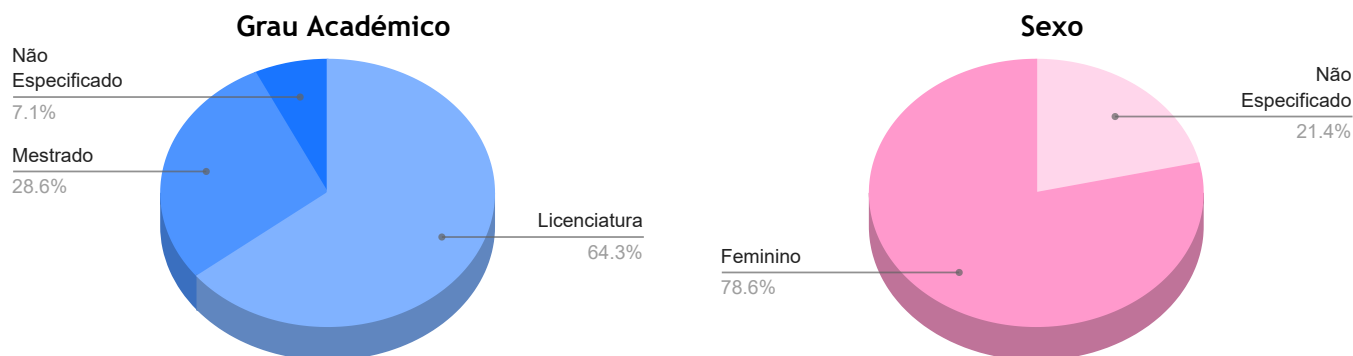 Grau Académico
Não
Especificado
7.1%
Mestrado
28.6%
Licenciatura
64.3%
Sexo
Não
Especificado
21.4%
Feminino
78.6%